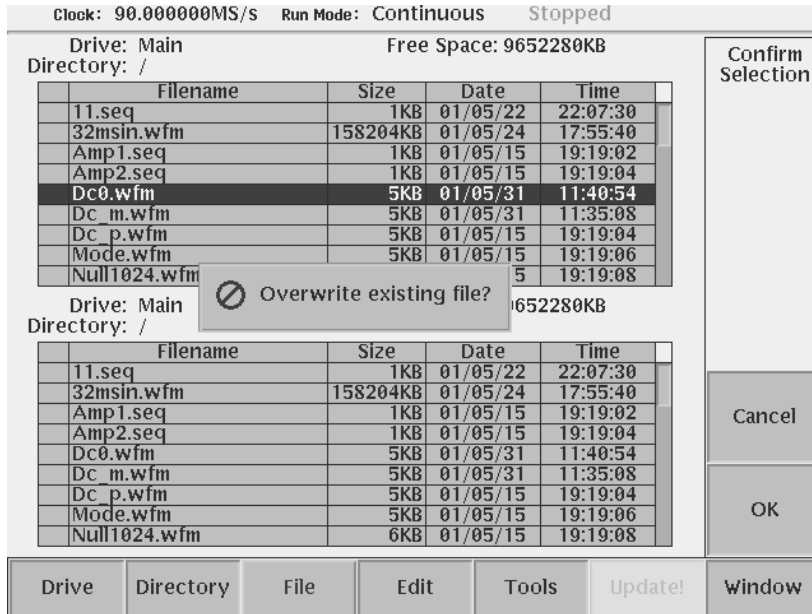 Clock: 90.000000MS/s Run Mode: Continuous Stopped
Drive: Main Free Space: 9652280KB
Directory: /
Filename Size Date Time
11.seq 1KB 01/05/22 22:07:30
32msin.wfm 158204KB 01/05/24 17:55:40
Amp1.seq 1KB 01/05/15 19:19:02
Amp2.seq 1KB 01/05/15 19:19:04
Dc0.wfm 5KB 01/05/31 11:40:54
Dc_m.wfm 5KB 01/05/31 11:35:08
Dc_p.wfm 5KB 01/05/15 19:19:04
Mode.wfm 5KB 01/05/15 19:19:06
Null1024.wfm 5 19:19:08
Overwrite existing file?
Drive: Main 9652280KB
Directory: /
Filename Size Date Time
11.seq 1KB 01/05/22 22:07:30
32msin.wfm 158204KB 01/05/24 17:55:40
Amp1.seq 1KB 01/05/15 19:19:02
Amp2.seq 1KB 01/05/15 19:19:04
Dc0.wfm 5KB 01/05/31 11:40:54
Dc_m.wfm 5KB 01/05/31 11:35:08
Dc_p.wfm 5KB 01/05/15 19:19:04
Mode.wfm 5KB 01/05/15 19:19:06
Null1024.wfm 6KB 01/05/15 19:19:08
Confirm
Selection
Cancel
OK
Drive Directory File Edit Tools Update! Window